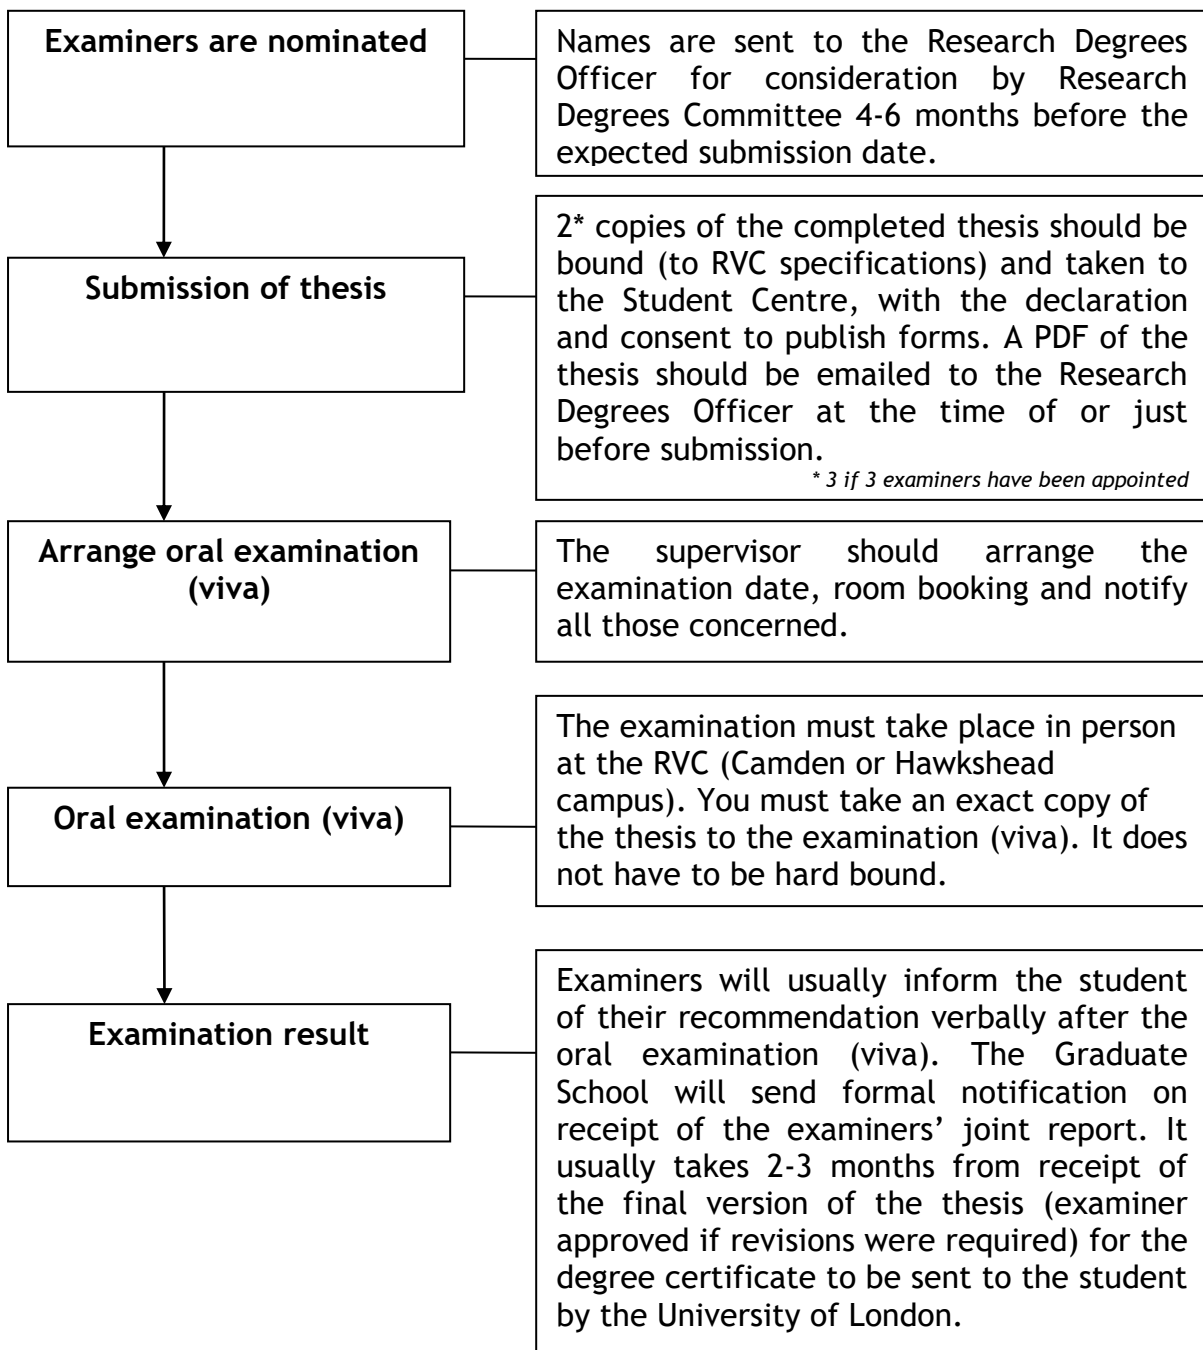 Examiners are nominated
Names are sent to the Research Degrees
Officer for consideration by Research
Degrees Committee 4-6 months before the
expected submission date.
Submission of thesis
2* copies of the completed thesis should be
bound (to RVC specifications) and taken to
the Student Centre, with the declaration
and consent to publish forms. A PDF of the
thesis should be emailed to the Research
Degrees Officer at the time of or just
before submission.
* 3 if 3 examiners have been appointed
Arrange oral examination
(viva)
The supervisor should arrange the
examination date, room booking and notify
all those concerned.
Oral examination (viva)
The examination must take place in person
at the RVC (Camden or Hawkshead
campus). You must take an exact copy of
the thesis to the examination (viva). It does
not have to be hard bound.
Examination result
Examiners will usually inform the student
of their recommendation verbally after the
oral examination (viva). The Graduate
School will send formal notification on
receipt of the examiners’ joint report. It
usually takes 2-3 months from receipt of
the final version of the thesis (examiner
approved if revisions were required) for the
degree certificate to be sent to the student
by the University of London.